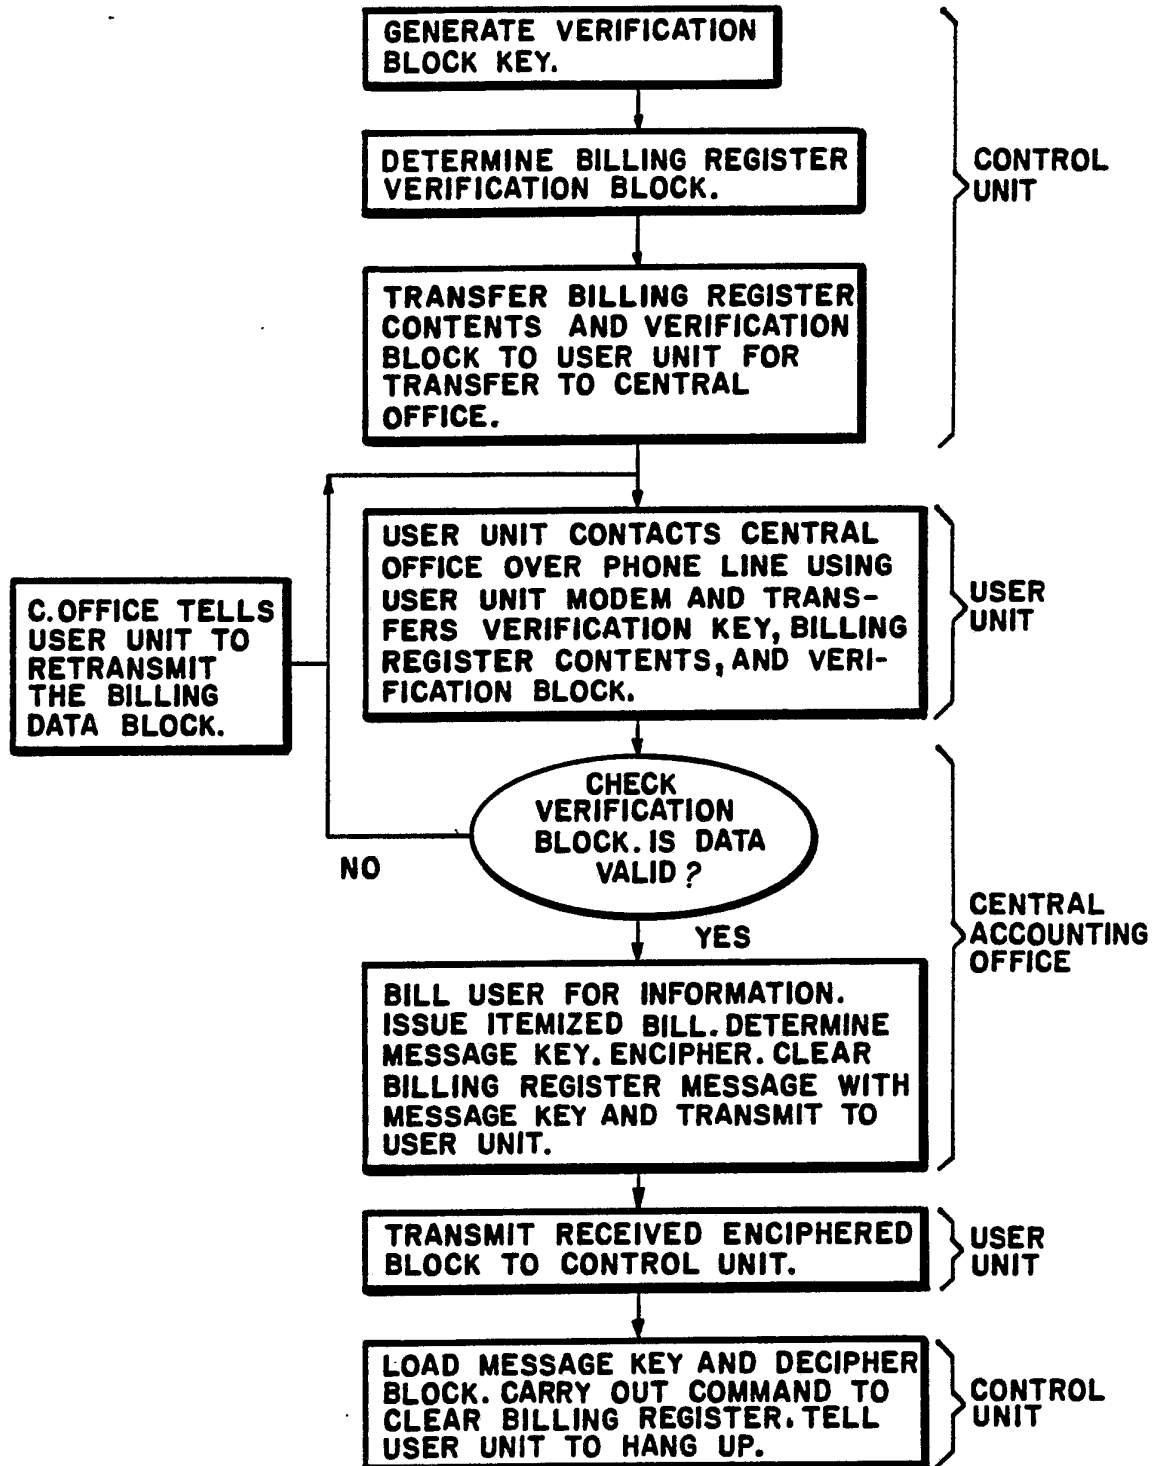 GENERATE VERIFICATION
BLOCK KEY.
DETERMINE BILLING REGISTER
VERIFICATION BLOCK.
CONTROL
UNIT
TRANSFER BILLING REGISTER
CONTENTS AND VERIFICATION
BLOCK TO USER UNIT FOR
TRANSFER TO CENTRAL
OFFICE.
USER UNIT CONTACTS CENTRAL
OFFICE OVER PHONE LINE USING
USER UNIT MODEM AND TRANS-
FERS VERIFICATION KEY, BILLING
REGISTER CONTENTS, AND VERI-
FICATION BLOCK.
USER
UNIT
C.OFFICE TELLS
USER UNIT TO
RETRANSMIT
THE BILLING
DATA BLOCK.
CHECK
VERIFICATION
BLOCK. IS DATA
VALID ?
NO
YES
CENTRAL
ACCOUNTING
OFFICE
BILL USER FOR INFORMATION.
ISSUE ITEMIZED BILL. DETERMINE
MESSAGE KEY. ENCIPHER. CLEAR
BILLING REGISTER MESSAGE WITH
MESSAGE KEY AND TRANSMIT TO
USER UNIT.
TRANSMIT RECEIVED ENCIPHERED
BLOCK TO CONTROL UNIT.
USER
UNIT
LOAD MESSAGE KEY AND DECIPHER
BLOCK. CARRY OUT COMMAND TO
CLEAR BILLING REGISTER. TELL
USER UNIT TO HANG UP.
CONTROL
UNIT